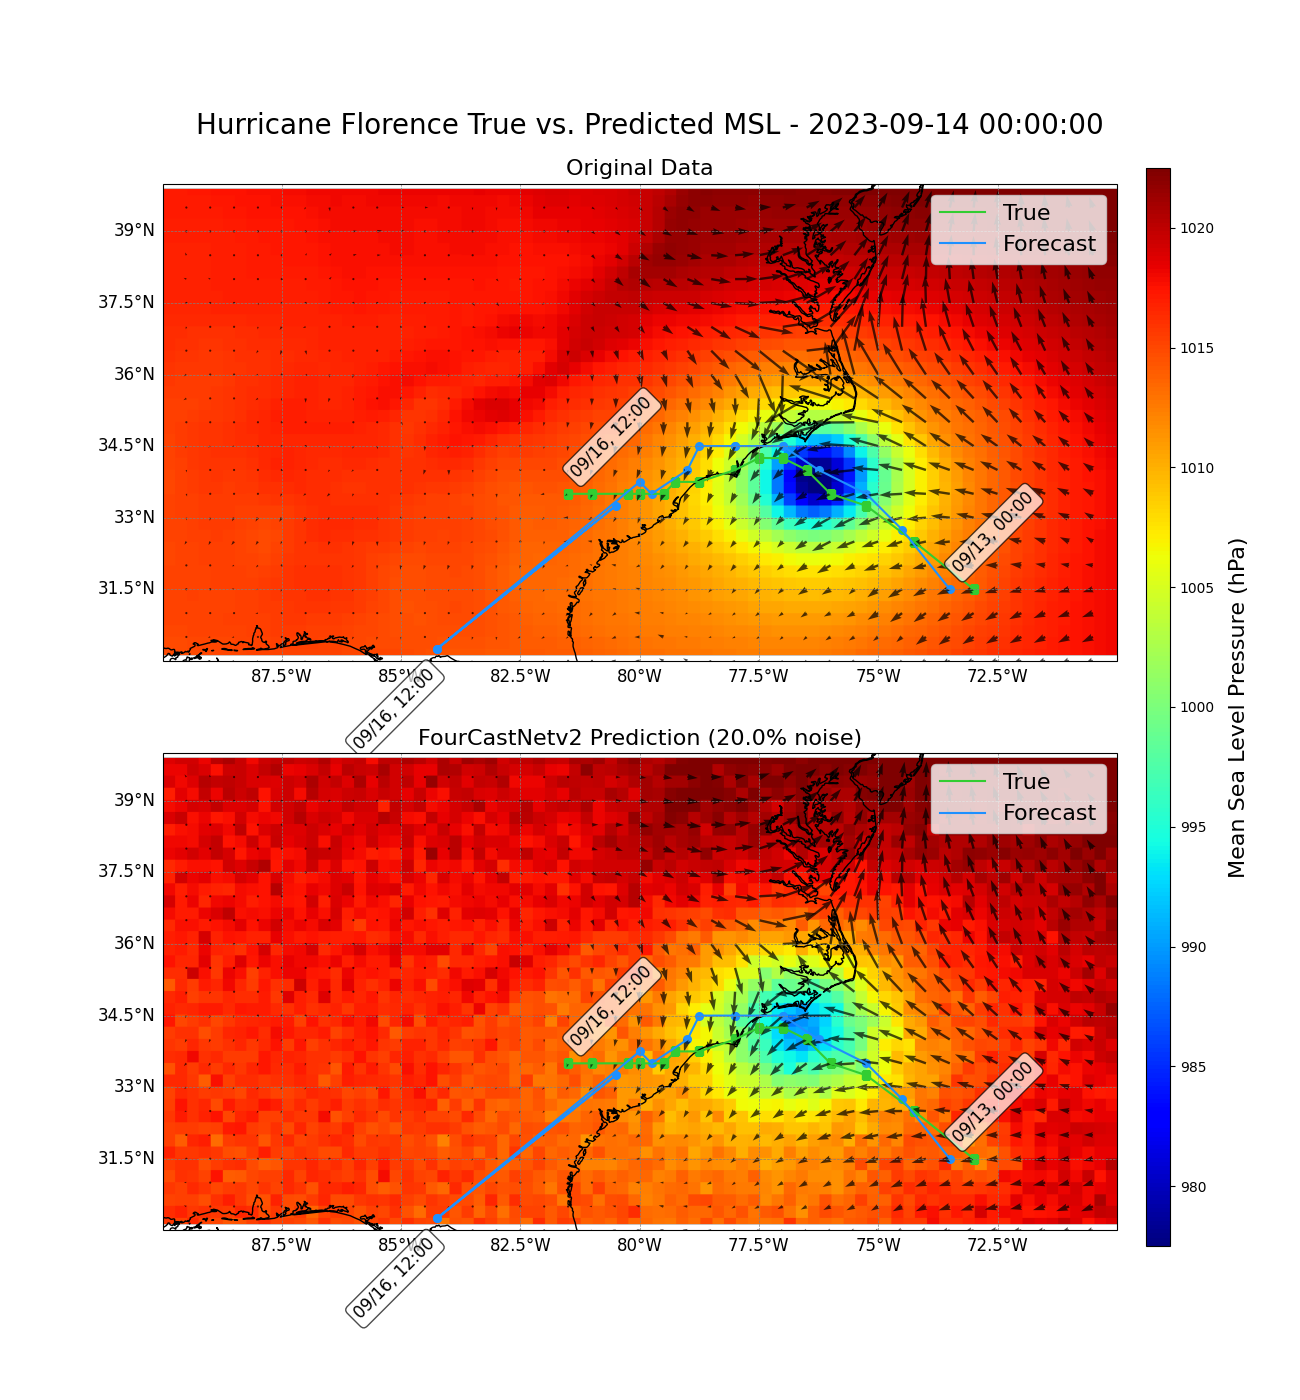 Hurricane Florence True vs. Predicted MSL - 2023-09-14 00:00:00
Original Data
True
Forecast
39°N
37.5°N
36°N
34.5°N
33°N
31.5°N
09/16, 12:00
09/13, 00:00
09/16, 12:00
87.5°W
85°W
82.5°W
80°W
77.5°W
75°W
72.5°W
FourCastNetv2 Prediction (20.0% noise)
True
Forecast
39°N
37.5°N
36°N
34.5°N
33°N
31.5°N
09/16, 12:00
09/13, 00:00
09/16, 12:00
87.5°W
85°W
82.5°W
80°W
77.5°W
75°W
72.5°W
1020
1015
1010
1005
1000
995
990
985
980
Mean Sea Level Pressure (hPa)